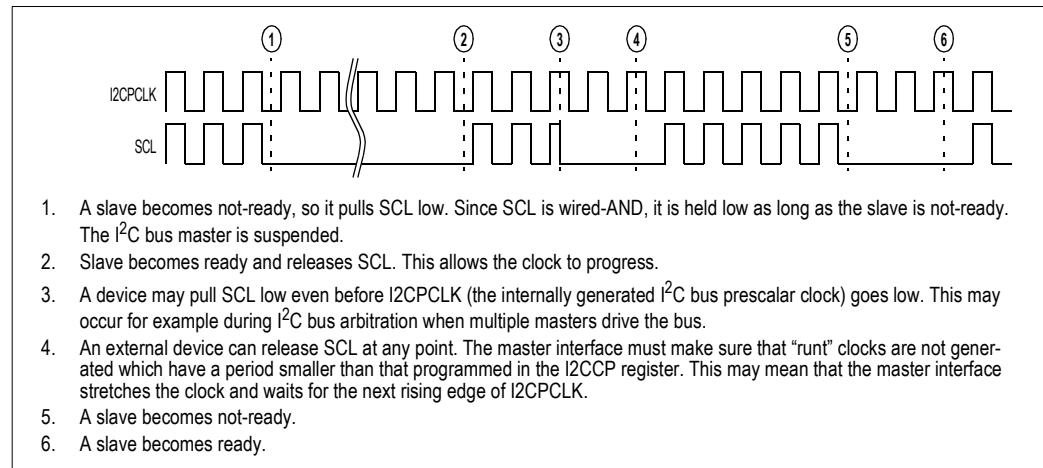 1 2 3 4 5 6
I2CPCLK
SCL
1. A slave becomes not-ready, so it pulls SCL low. Since SCL is wired-AND, it is held low as long as the slave is not-ready.
The I2C bus master is suspended.
2. Slave becomes ready and releases SCL. This allows the clock to progress.
3. A device may pull SCL low even before I2CPCLK (the internally generated I2C bus prescalar clock) goes low. This may
occur for example during I2C bus arbitration when multiple masters drive the bus.
4. An external device can release SCL at any point. The master interface must make sure that “runt” clocks are not gener-
ated which have a period smaller than that programmed in the I2CCP register. This may mean that the master interface
stretches the clock and waits for the next rising edge of I2CPCLK.
5. A slave becomes not-ready.
6. A slave becomes ready.